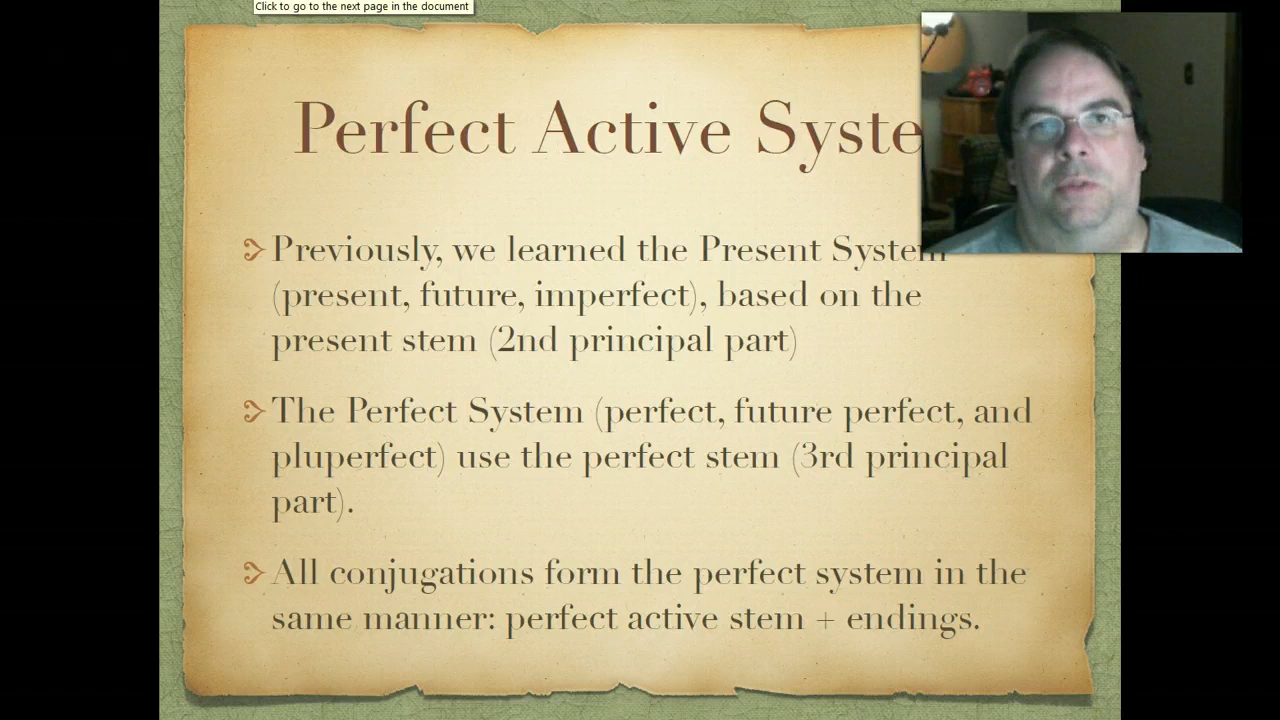 Click to go to the next page in the document
Perfect Active Syste
Previously, we learned the Present System
(present, future, imperfect), based on the
present stem (2nd principal part)
The Perfect System (perfect, future perfect, and
pluperfect) use the perfect stem (3rd principal
part).
All conjugations form the perfect system in the
same manner: perfect active stem + endings.